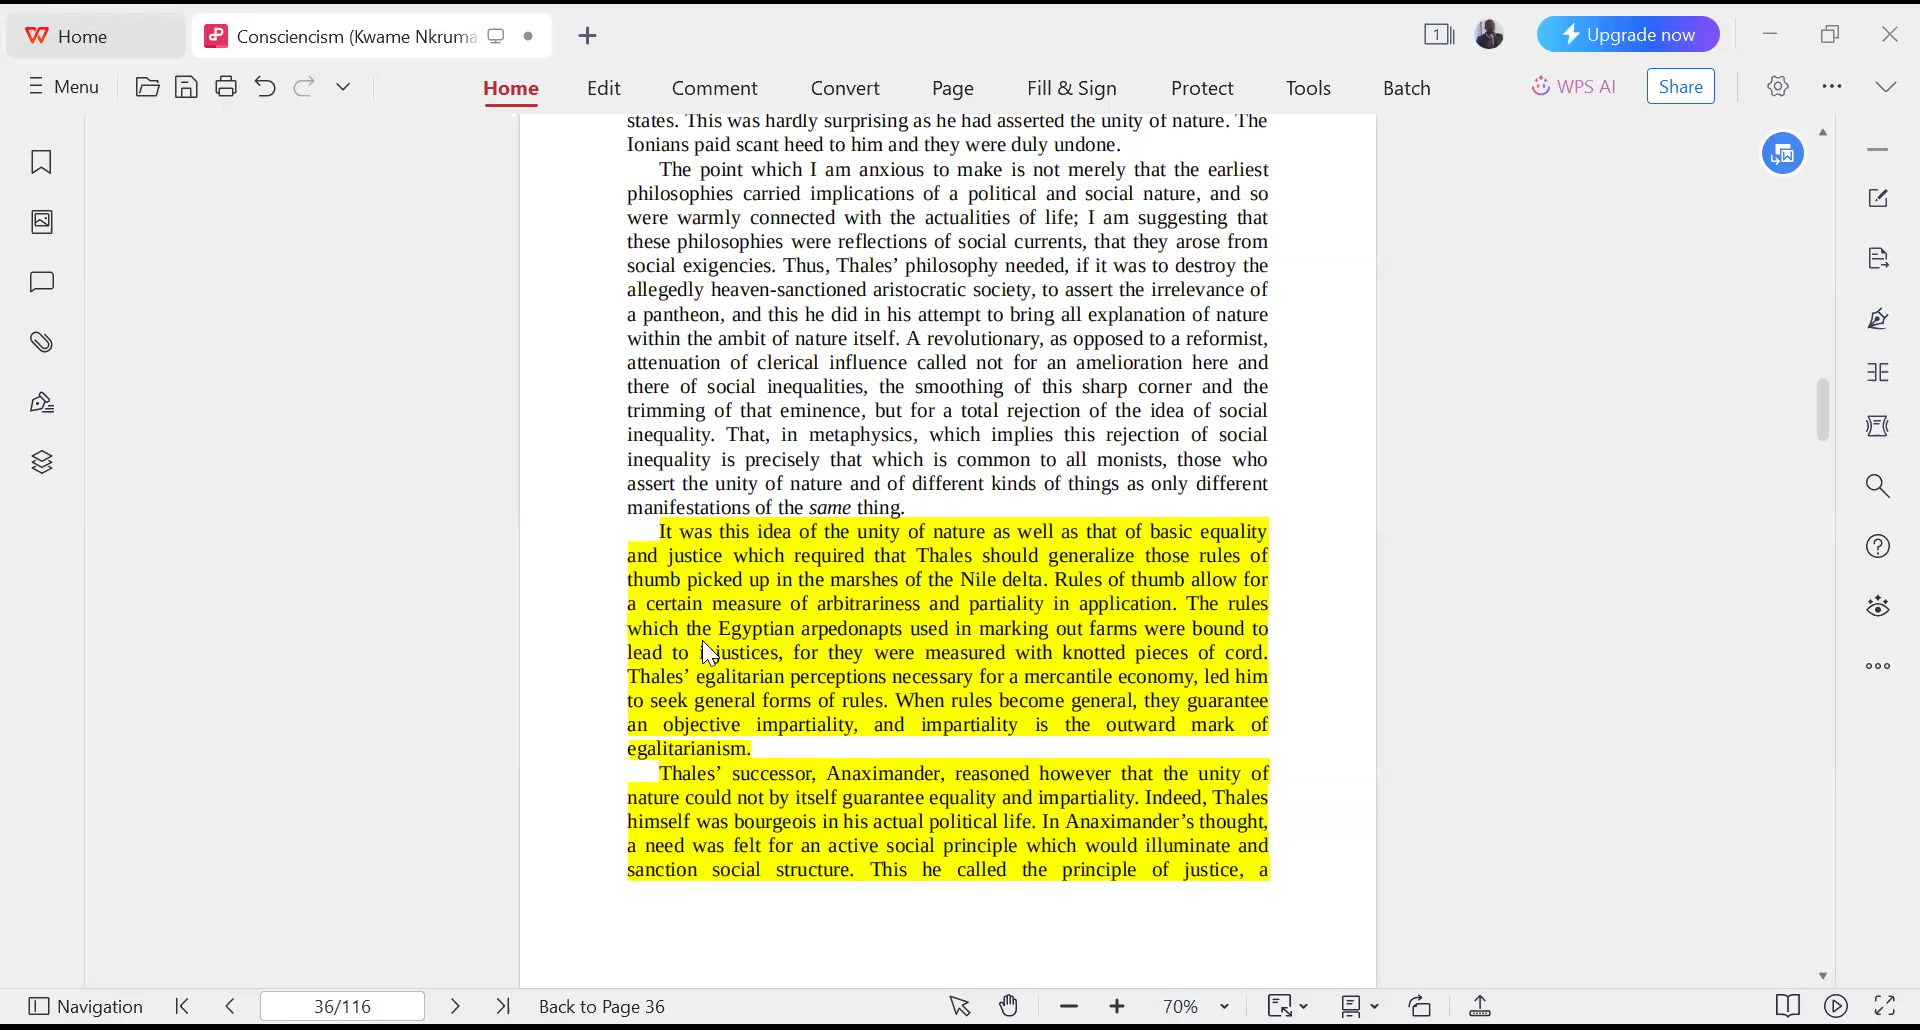 Home
Consciencism (Kwame Nkruma
Upgrade now
Menu
Home Edit Comment Convert Page Fill & Sign Protect Tools Batch
WPS AI
Share
states. This was hardly surprising as he had asserted the unity of nature. The
Ionians paid scant heed to him and they were duly undone.
The point which I am anxious to make is not merely that the earliest
philosophies carried implications of a political and social nature, and so
were warmly connected with the actualities of life; I am suggesting that
these philosophies were reflections of social currents, that they arose from
social exigencies. Thus, Thales’ philosophy needed, if it was to destroy the
allegedly heaven-sanctioned aristocratic society, to assert the irrelevance of
a pantheon, and this he did in his attempt to bring all explanation of nature
within the ambit of nature itself. A revolutionary, as opposed to a reformist,
attenuation of clerical influence called not for an amelioration here and
there of social inequalities, the smoothing of this sharp corner and the
trimming of that eminence, but for a total rejection of the idea of social
inequality. That, in metaphysics, which implies this rejection of social
inequality is precisely that which is common to all monists, those who
assert the unity of nature and of different kinds of things as only different
manifestations of the same thing.
It was this idea of the unity of nature as well as that of basic equality
and justice which required that Thales should generalize those rules of
thumb picked up in the marshes of the Nile delta. Rules of thumb allow for
a certain measure of arbitrariness and partiality in application. The rules
which the Egyptian arpedonapts used in marking out farms were bound to
lead to injustices, for they were measured with knotted pieces of cord.
Thales’ egalitarian perceptions necessary for a mercantile economy, led him
to seek general forms of rules. When rules become general, they guarantee
an objective impartiality, and impartiality is the outward mark of
egalitarianism.
Thales’ successor, Anaximander, reasoned however that the unity of
nature could not by itself guarantee equality and impartiality. Indeed, Thales
himself was bourgeois in his actual political life. In Anaximander’s thought,
a need was felt for an active social principle which would illuminate and
sanction social structure. This he called the principle of justice, a
Navigation
36/116
Back to Page 36
70%